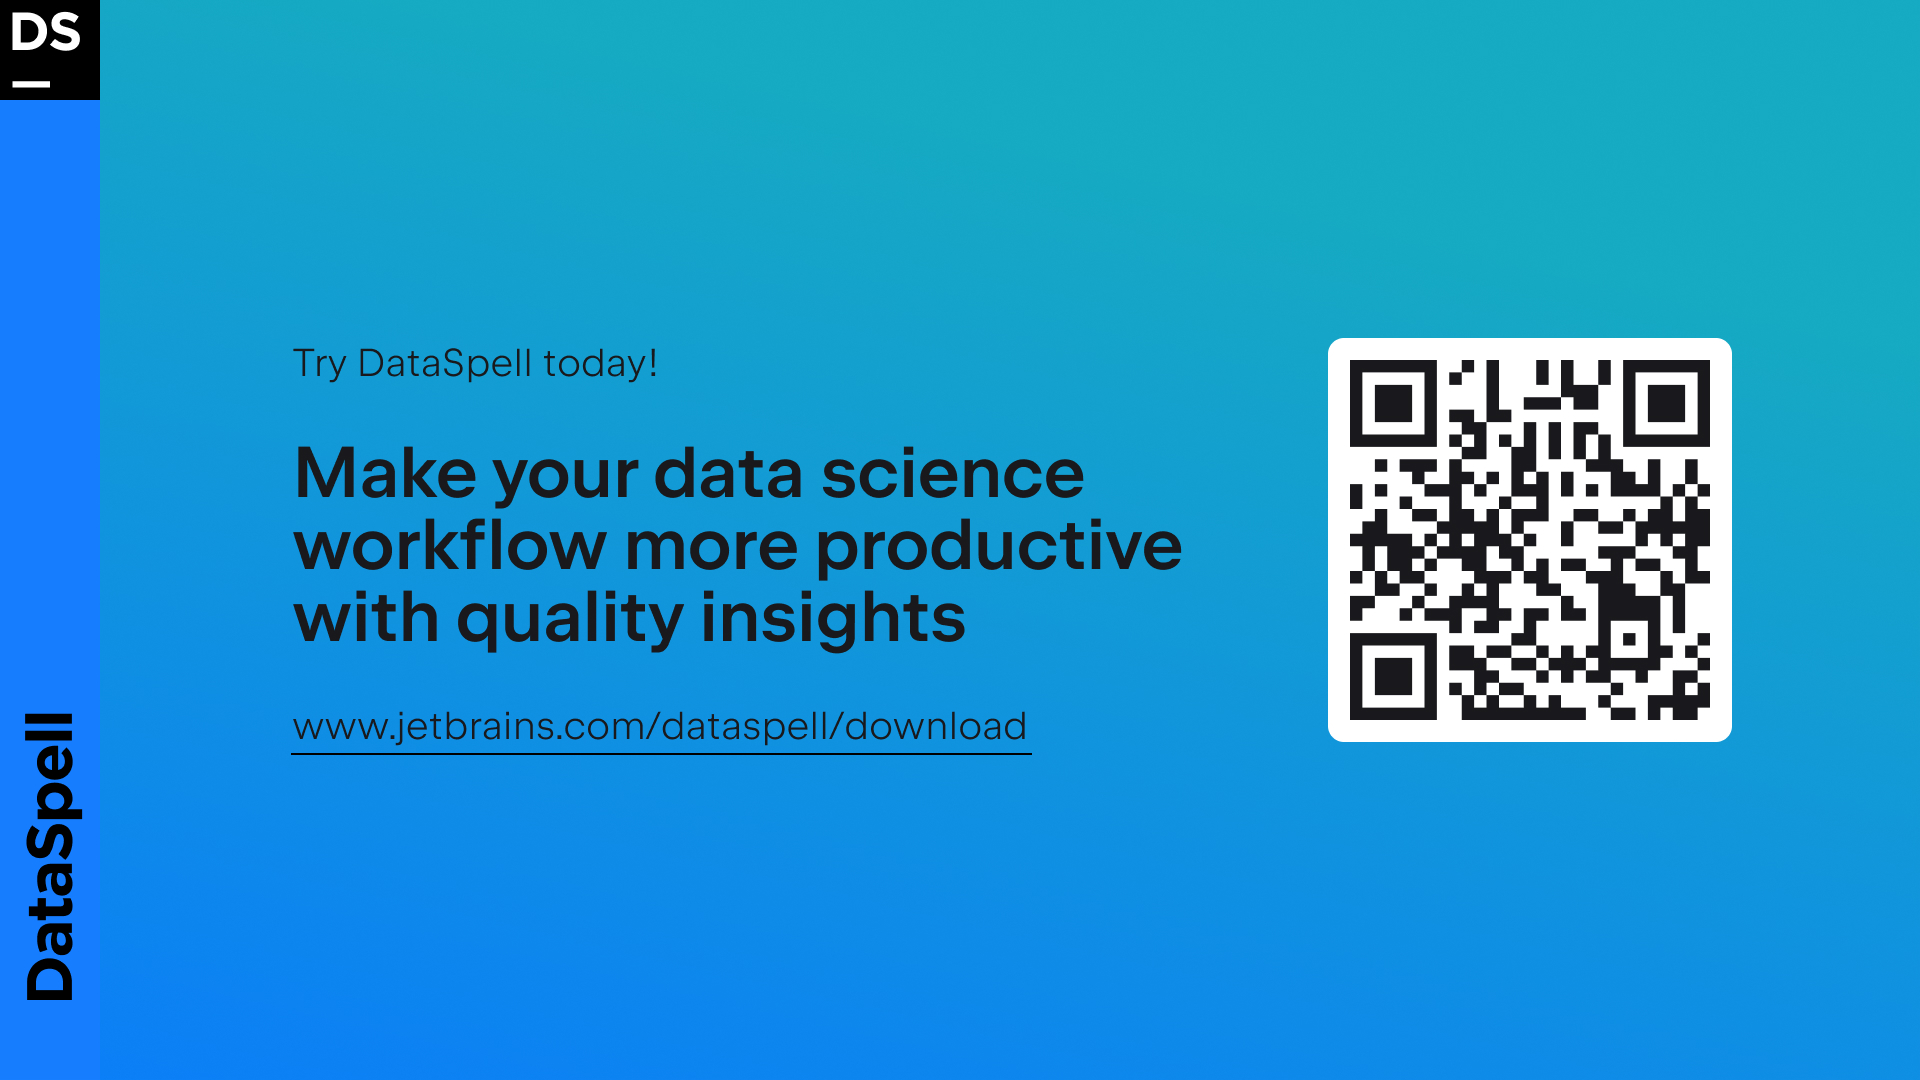 DS
DataSpell
Try DataSpell today!
Make your data science
workflow more productive
with quality insights
www.jetbrains.com/dataspell/download